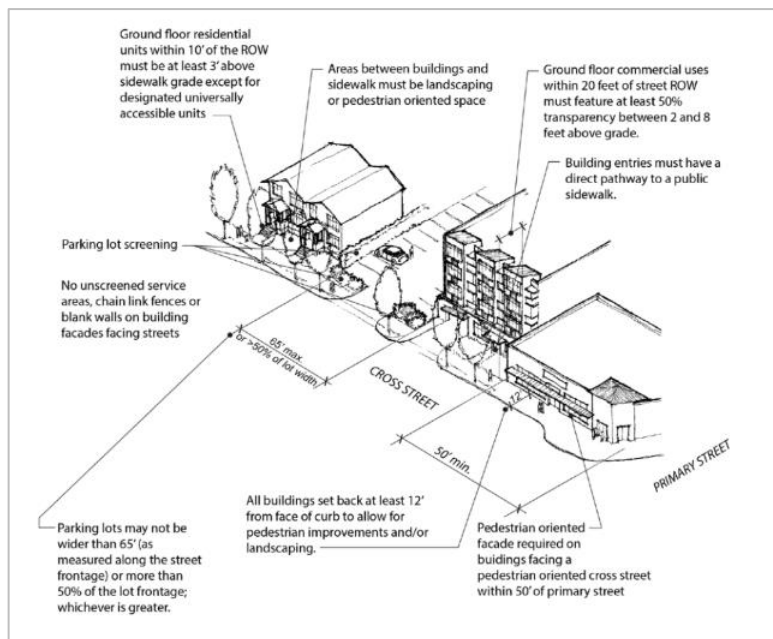 Ground floor residential
units within 10' of the ROW
must be at least 3' above
sidewalk grade except for
designated universally
accessible units
Areas between buildings and
sidewalk must be landscaping
or pedestrian oriented space
Ground floor commercial uses
within 20 feet of street ROW
must feature at least 50%
transparency between 2 and 8
feet above grade.
Building entries must have a
direct pathway to a public
sidewalk.
Parking lot screening
No unscreened service
areas, chain link fences or
blank walls on building
facades facing streets
65' max
or >50% of lot width
CROSS STREET
12'
50' min.
PRIMARY STREET
Parking lots may not be
wider than 65' (as
measured along the street
frontage) or more than
50% of the lot frontage;
whichever is greater.
All buildings set back at least 12'
from face of curb to allow for
pedestrian improvements and/or
landscaping.
Pedestrian oriented
facade required on
buidings facing a
pedestrian oriented cross street
within 50' of primary street